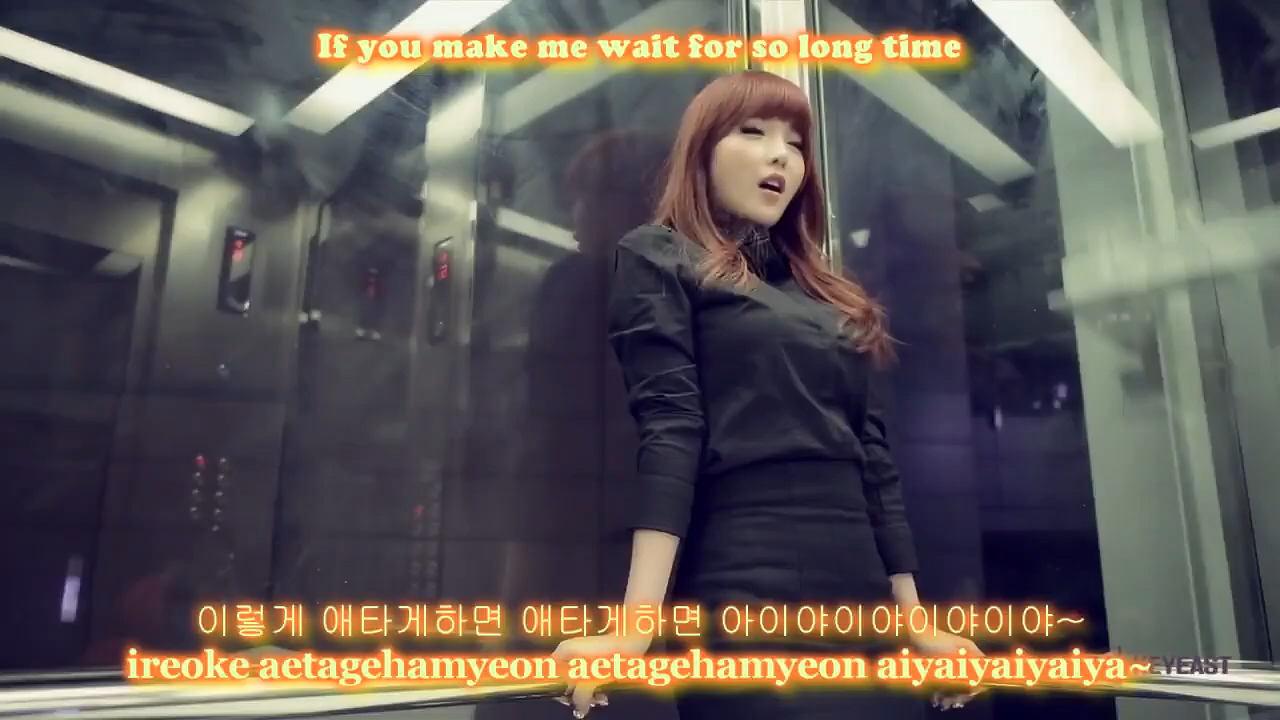 If you make me wait for so long time
이렇게 애타게하면 애타게하면 아이야이야이야이야~
ireoke aetagehamyeon aetagehamyeon aiyaiyaiyaiya~